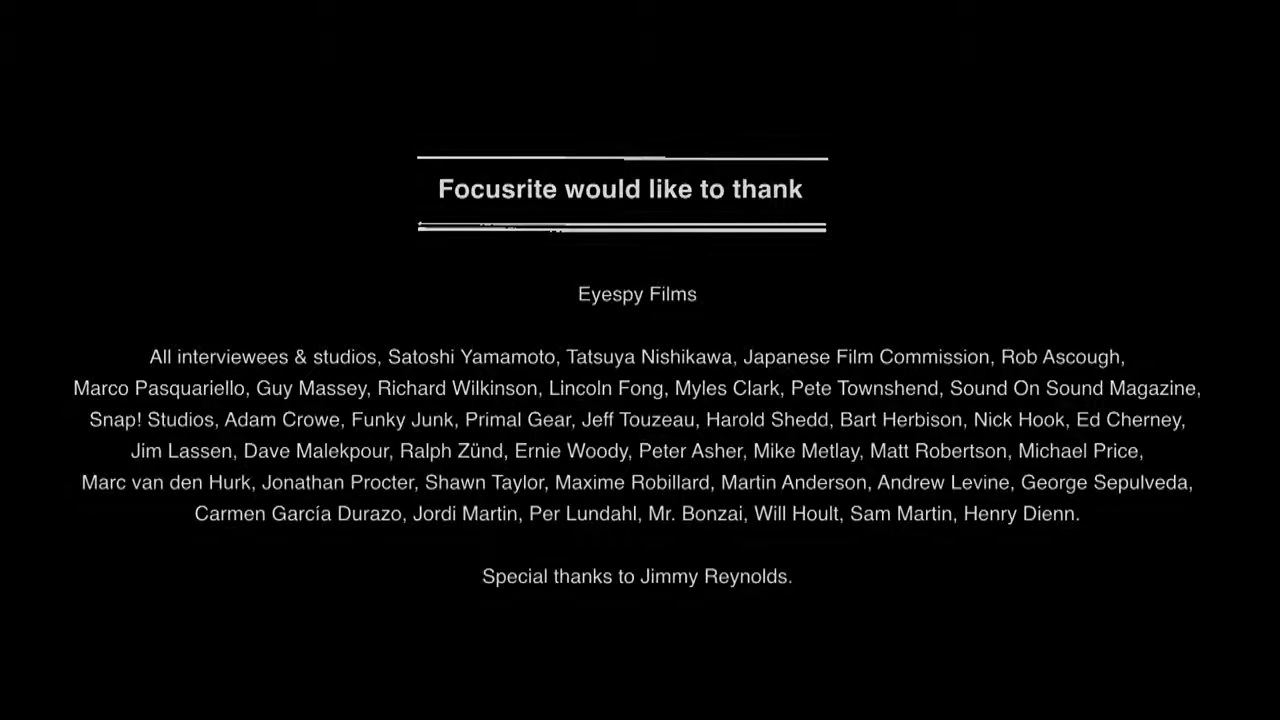 Focusrite would like to thank
Eyespy Films
All interviewees & studios, Satoshi Yamamoto, Tatsuya Nishikawa, Japanese Film Commission, Rob Ascough,
Marco Pasquariello, Guy Massey, Richard Wilkinson, Lincoln Fong, Myles Clark, Pete Townshend, Sound On Sound Magazine,
Snap! Studios, Adam Crowe, Funky Junk, Primal Gear, Jeff Touzeau, Harold Shedd, Bart Herbison, Nick Hook, Ed Cherney,
Jim Lassen, Dave Malekpour, Ralph Zünd, Ernie Woody, Peter Asher, Mike Metlay, Matt Robertson, Michael Price,
Marc van den Hurk, Jonathan Procter, Shawn Taylor, Maxime Robillard, Martin Anderson, Andrew Levine, George Sepulveda,
Carmen García Durazo, Jordi Martin, Per Lundahl, Mr. Bonzai, Will Hoult, Sam Martin, Henry Dienn.
Special thanks to Jimmy Reynolds.